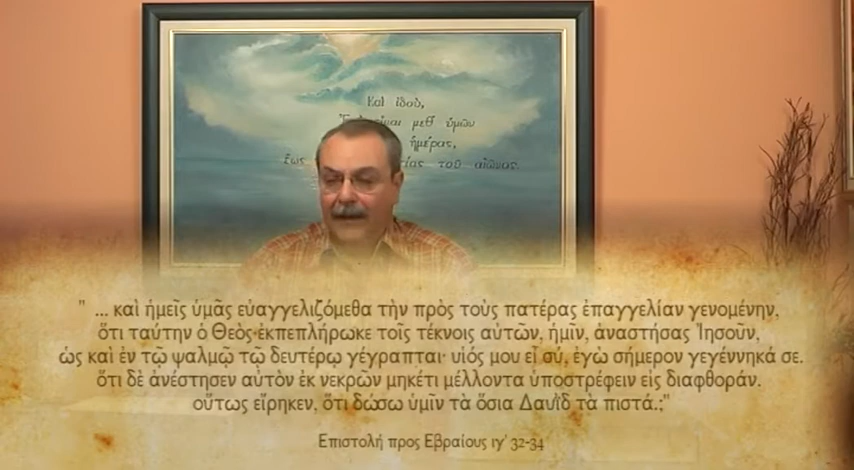 Καὶ ἰδοὺ,
εἶμαι μεθ' ὑμῶν
ἡμέρας,
ἕως τοῦ αἰῶνος.
" ... καὶ ἡμεῖς ὑμᾶς εὐαγγελιζόμεθα τὴν πρὸς τοὺς πατέρας ἐπαγγελίαν γενομένην,
ὅτι ταύτην ὁ Θεὸς·ἐκπεπλήρωκε τοῖς τέκνοις αὐτῶν, ἡμῖν, ἀναστήσας Ἰησοῦν,
ὡς καὶ ἐν τῷ ψαλμῷ τῷ δευτέρῳ γέγραπται· υἱός μου εἶ σύ, ἐγὼ σήμερον γεγέννηκά σε.
ὅτι δὲ ἀνέστησεν αὐτὸν ἐκ νεκρῶν μηκέτι μέλλοντα ὑποστρέφειν εἰς διαφθοράν.
οὕτως εἴρηκεν, ὅτι δώσω ὑμῖν τὰ ὅσια Δαυῒδ τὰ πιστά.;"
Επιστολή προς Εβραίους ιγ' 32-34